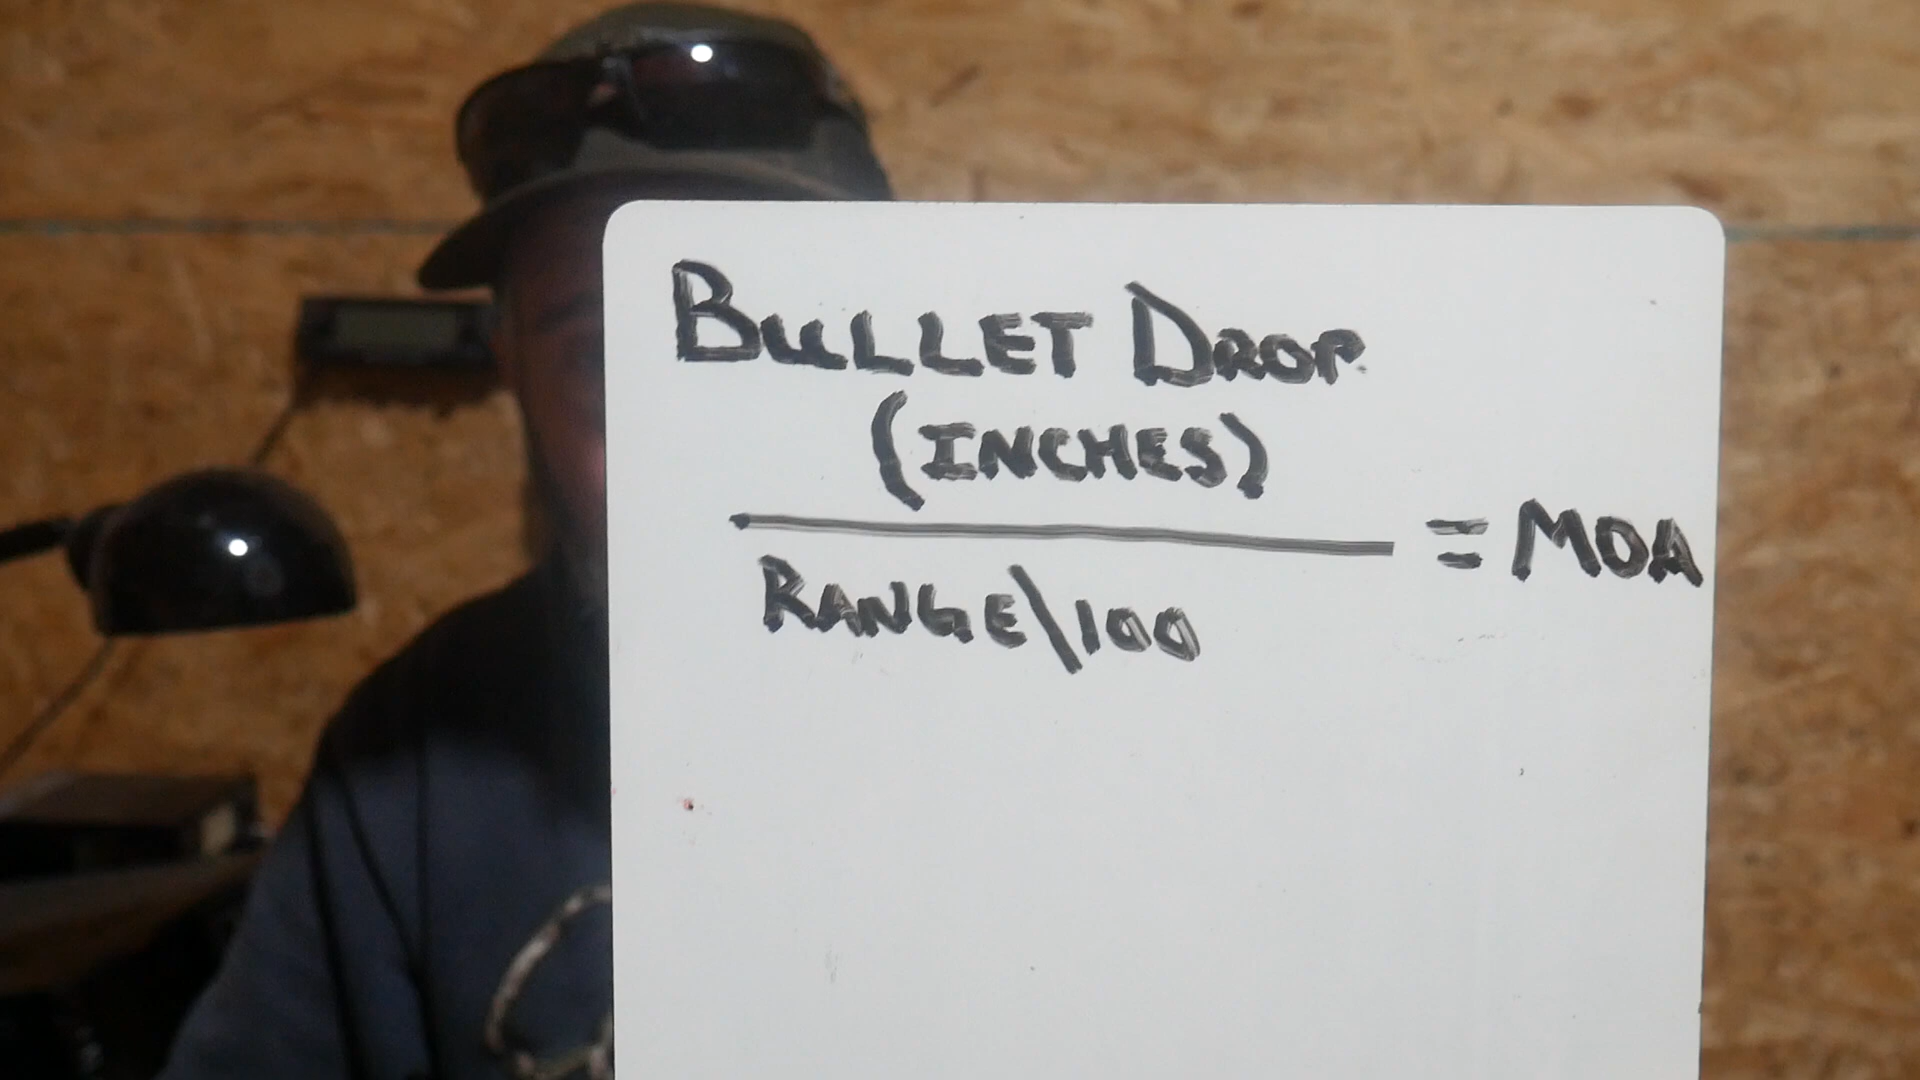 BULLET DROP
(INCHES)
= MOA
RANGE\100